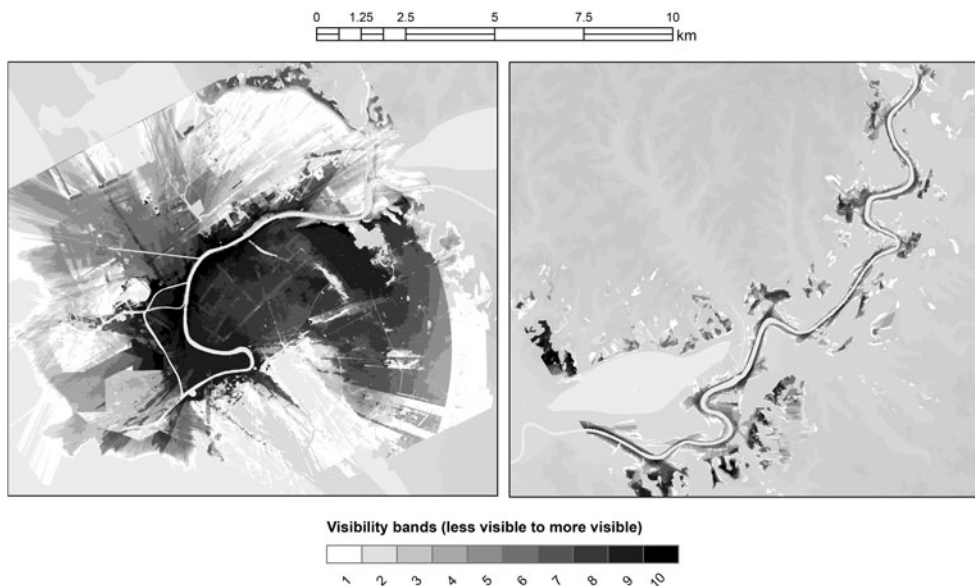 0 1.25 2.5 5 7.5 10
km
Visibility bands (less visible to more visible)
1 2 3 4 5 6 7 8 9 10